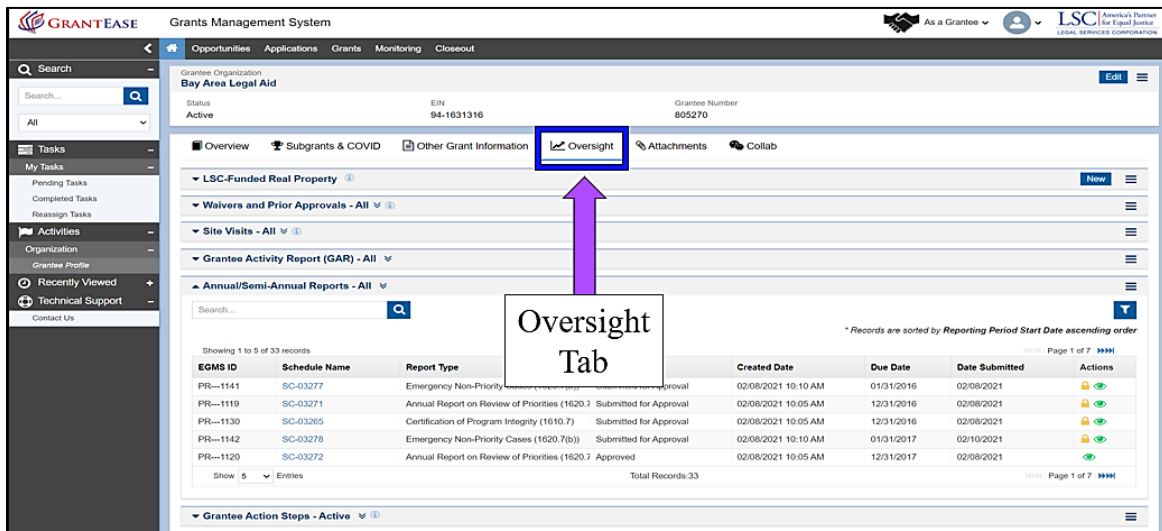 GRANTEASE Grants Management System As a Grantee LSC America's Partner for Equal Justice LEGAL SERVICES CORPORATION
Opportunities Applications Grants Monitoring Closeout
Search
Search...
All
Tasks
My Tasks
Pending Tasks
Completed Tasks
Reassign Tasks
Activities
Organization
Grantee Profile
Recently Viewed
Technical Support
Contact Us
Grantee Organization
Bay Area Legal Aid
Edit
Status EIN Grantee Number
Active 94-1631316 805270
Overview Subgrants & COVID Other Grant Information Oversight Attachments Collab
LSC-Funded Real Property New
Waivers and Prior Approvals - All
Site Visits - All
Grantee Activity Report (GAR) - All
Annual/Semi-Annual Reports - All
Search...
Oversight
Tab
* Records are sorted by Reporting Period Start Date ascending order
Showing 1 to 5 of 33 records Page 1 of 7
EGMS ID Schedule Name Report Type Created Date Due Date Date Submitted Actions
PR---1141 SC-03277 Emergency Non-Priority Approval 02/08/2021 10:10 AM 01/31/2016 02/08/2021
PR---1119 SC-03271 Annual Report on Review of Priorities (1620.7 Submitted for Approval 02/08/2021 10:05 AM 12/31/2016 02/08/2021
PR---1130 SC-03265 Certification of Program Integrity (1610.7) Submitted for Approval 02/08/2021 10:05 AM 12/31/2016 02/08/2021
PR---1142 SC-03278 Emergency Non-Priority Cases (1620.7(b)) Submitted for Approval 02/08/2021 10:10 AM 01/31/2017 02/10/2021
PR---1120 SC-03272 Annual Report on Review of Priorities (1620.7 Approved 02/08/2021 10:05 AM 12/31/2017 02/08/2021
Show 5 Entries Total Records:33 Page 1 of 7
Grantee Action Steps - Active